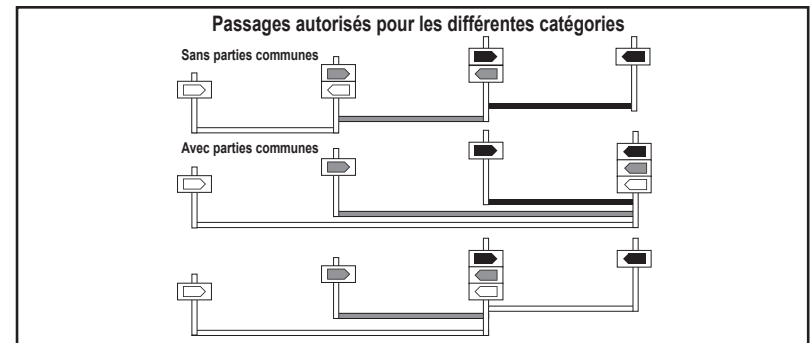 Passages autorisés pour les différentes catégories
Sans parties communes
Avec parties communes